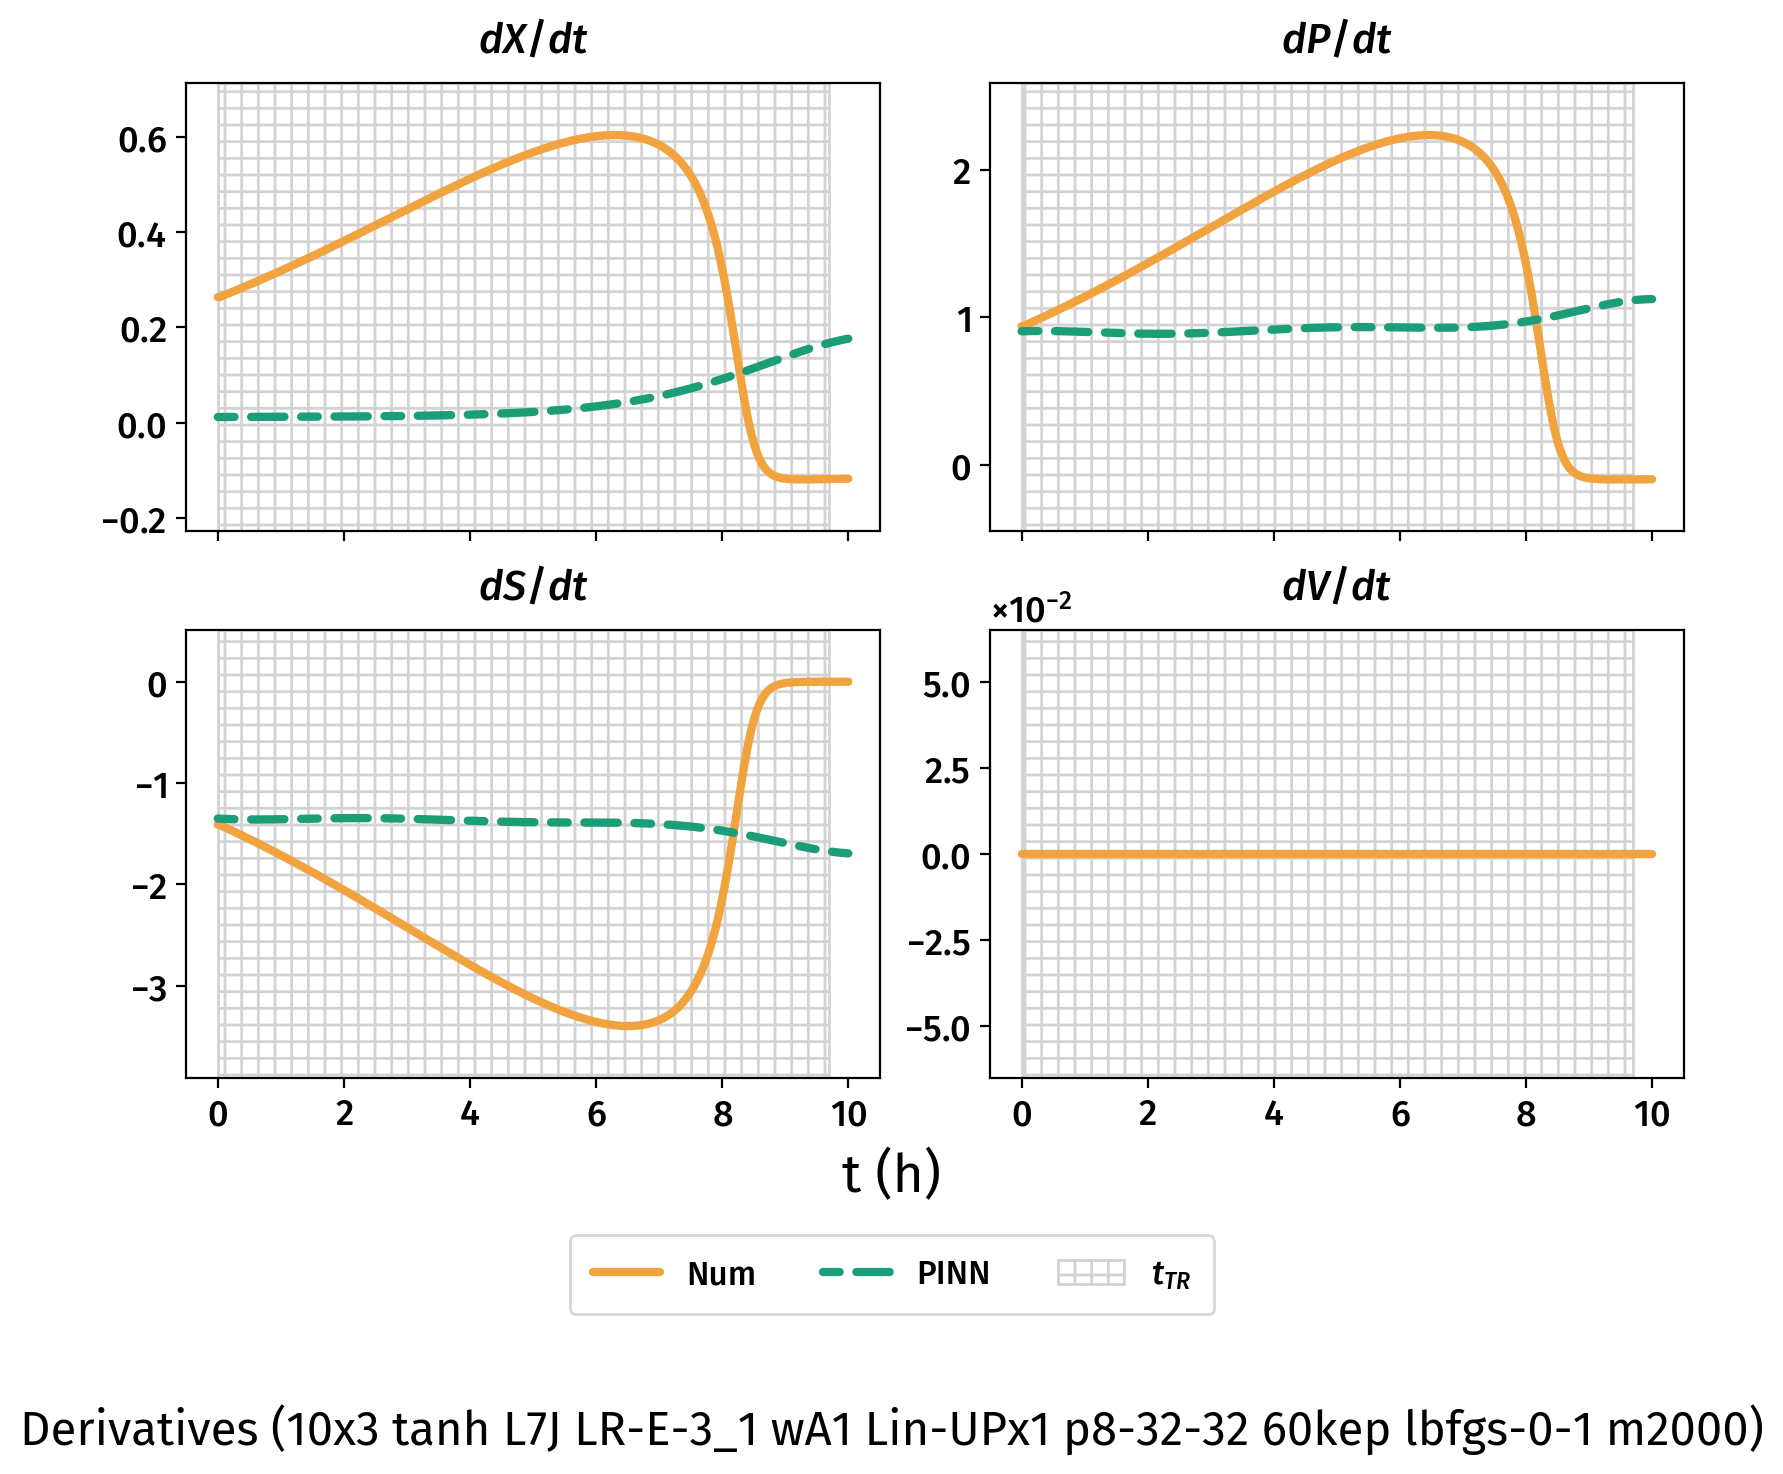 dX/dt
dP/dt
0.6
0.4
0.2
0.0
−0.2
2
1
0
dS/dt
dV/dt
×10⁻²
0
−1
−2
−3
5.0
2.5
0.0
−2.5
−5.0
0 2 4 6 8 10
0 2 4 6 8 10
t (h)
Num PINN t_TR
Derivatives (10x3 tanh L7J LR-E-3_1 wA1 Lin-UPx1 p8-32-32 60kep lbfgs-0-1 m2000)